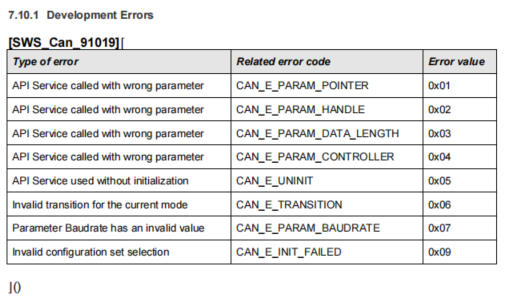 7.10.1 Development Errors
[SWS_Can_91019]⌈
Type of error Related error code Error value
API Service called with wrong parameter CAN_E_PARAM_POINTER 0x01
API Service called with wrong parameter CAN_E_PARAM_HANDLE 0x02
API Service called with wrong parameter CAN_E_PARAM_DATA_LENGTH 0x03
API Service called with wrong parameter CAN_E_PARAM_CONTROLLER 0x04
API Service used without initialization CAN_E_UNINIT 0x05
Invalid transition for the current mode CAN_E_TRANSITION 0x06
Parameter Baudrate has an invalid value CAN_E_PARAM_BAUDRATE 0x07
Invalid configuration set selection CAN_E_INIT_FAILED 0x09
⌋()